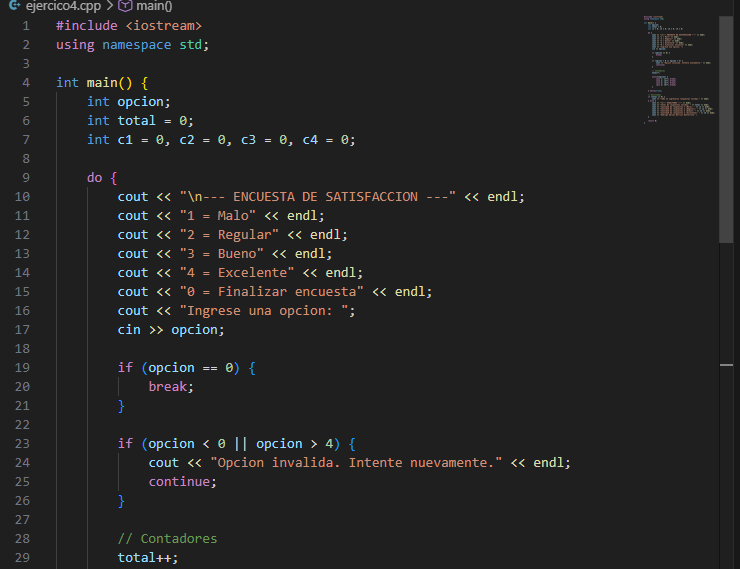 ejercico4.cpp > main()
1 #include <iostream>
2 using namespace std;
3
4 int main() {
5     int opcion;
6     int total = 0;
7     int c1 = 0, c2 = 0, c3 = 0, c4 = 0;
8
9     do {
10         cout << "\n--- ENCUESTA DE SATISFACCION ---" << endl;
11         cout << "1 = Malo" << endl;
12         cout << "2 = Regular" << endl;
13         cout << "3 = Bueno" << endl;
14         cout << "4 = Excelente" << endl;
15         cout << "0 = Finalizar encuesta" << endl;
16         cout << "Ingrese una opcion: ";
17         cin >> opcion;
18
19         if (opcion == 0) {
20             break;
21         }
22
23         if (opcion < 0 || opcion > 4) {
24             cout << "Opcion invalida. Intente nuevamente." << endl;
25             continue;
26         }
27
28         // Contadores
29         total++;